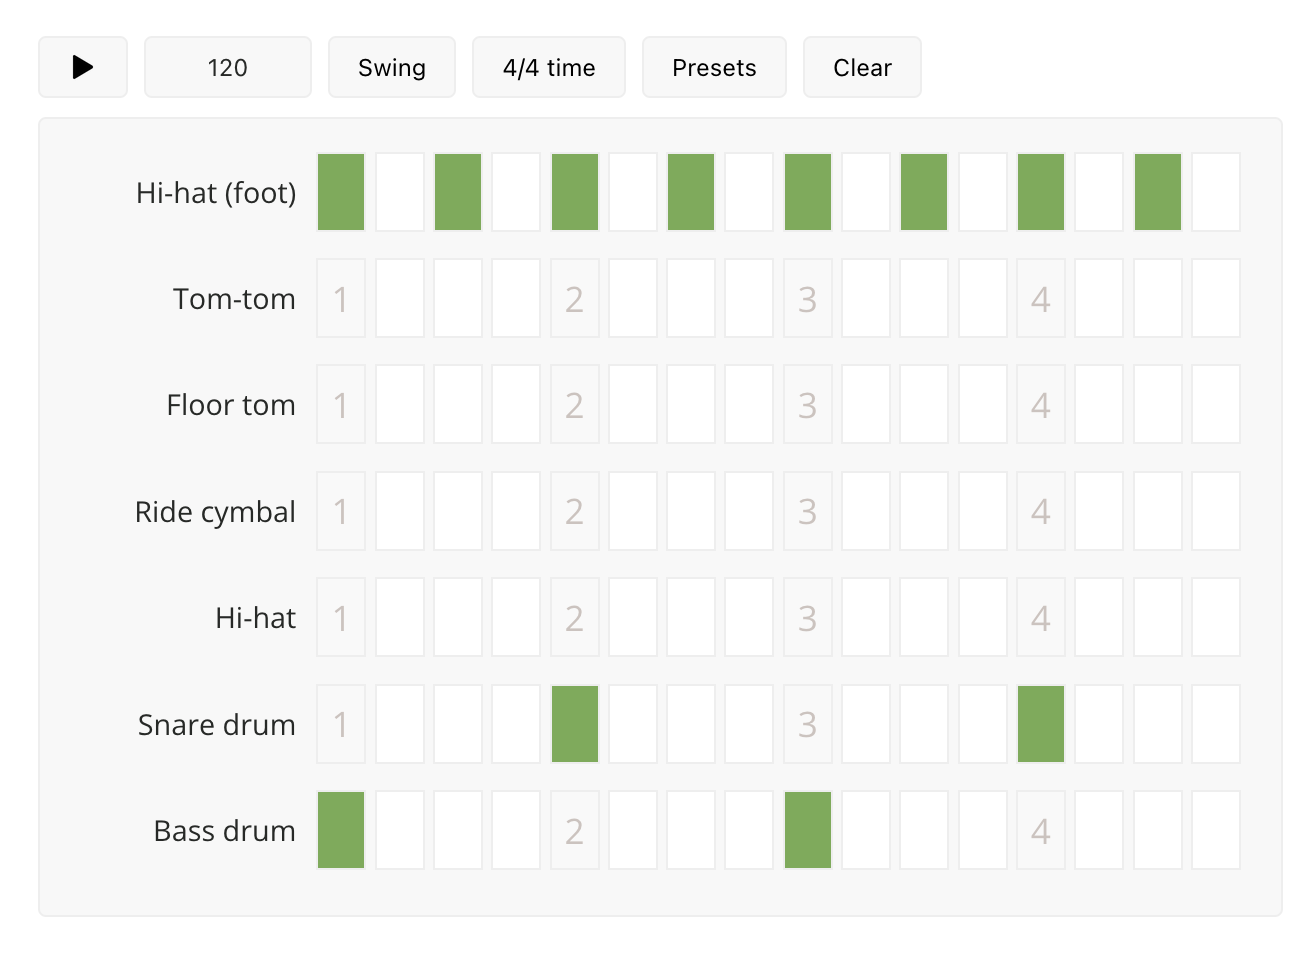 120 Swing 4/4 time Presets Clear
Hi-hat (foot)
Tom-tom 1 2 3 4
Floor tom 1 2 3 4
Ride cymbal 1 2 3 4
Hi-hat 1 2 3 4
Snare drum 1 3
Bass drum 2 4